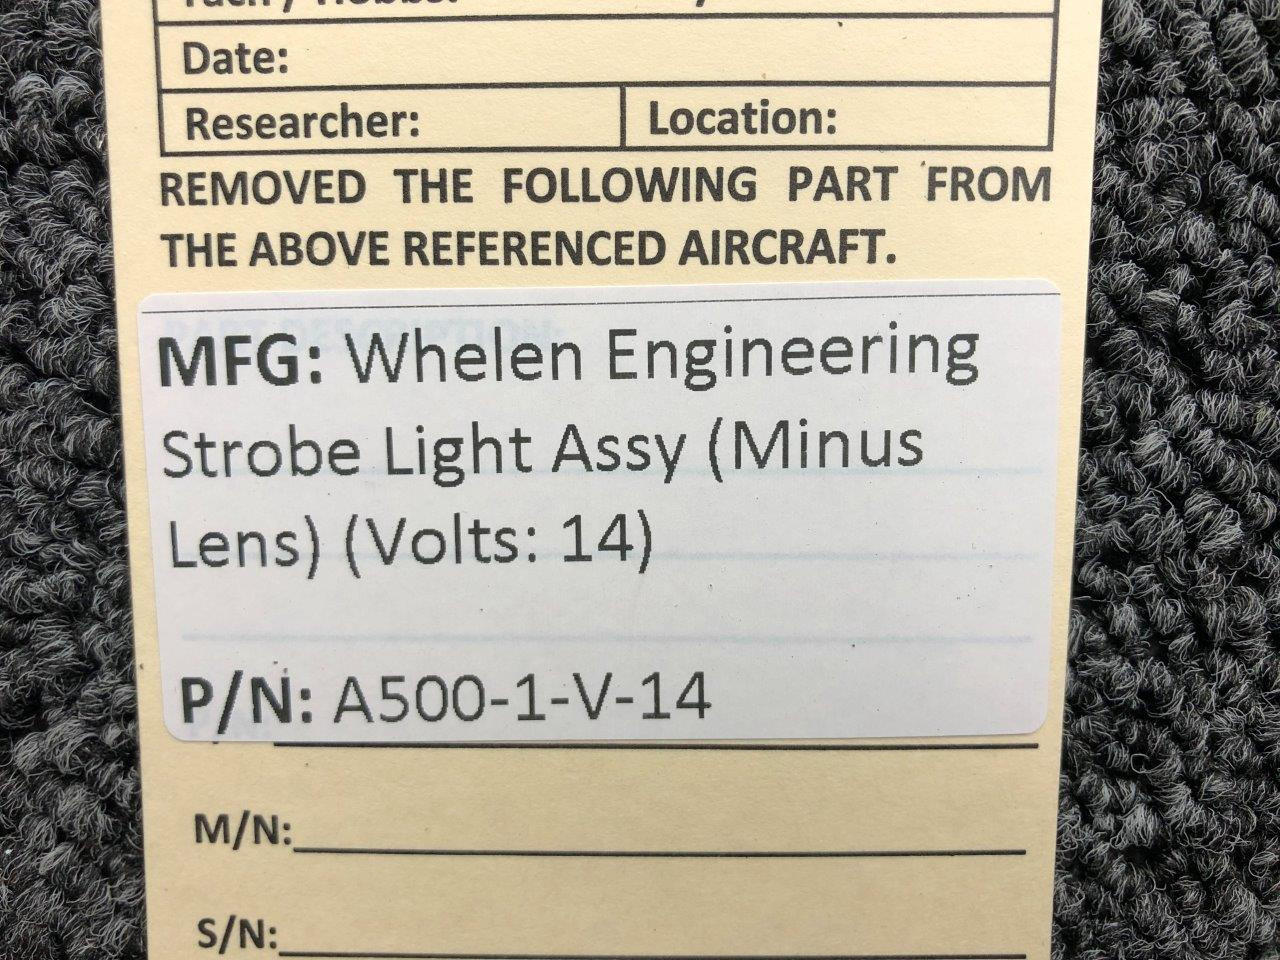 Date:
Researcher: Location:
REMOVED THE FOLLOWING PART FROM
THE ABOVE REFERENCED AIRCRAFT.
MFG: Whelen Engineering
Strobe Light Assy (Minus
Lens) (Volts: 14)
P/N: A500-1-V-14
M/N:
S/N: